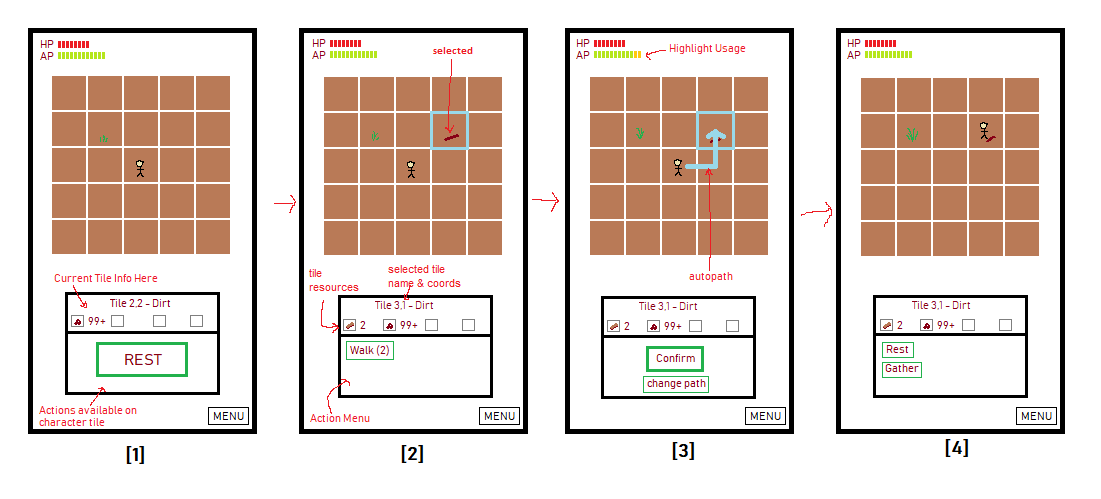 HP
AP
Current Tile Info Here
Tile 2,2 - Dirt
99+
REST
Actions available on
character tile
MENU
[1]
HP
AP
selected
tile
resources
selected tile
name & coords
Tile 3,1 - Dirt
2
99+
Walk (2)
Action Menu
MENU
[2]
HP
AP
Highlight Usage
autopath
Tile 3,1 - Dirt
2
99+
Confirm
change path
MENU
[3]
HP
AP
Tile 3,1 - Dirt
2
99+
Rest
Gather
MENU
[4]